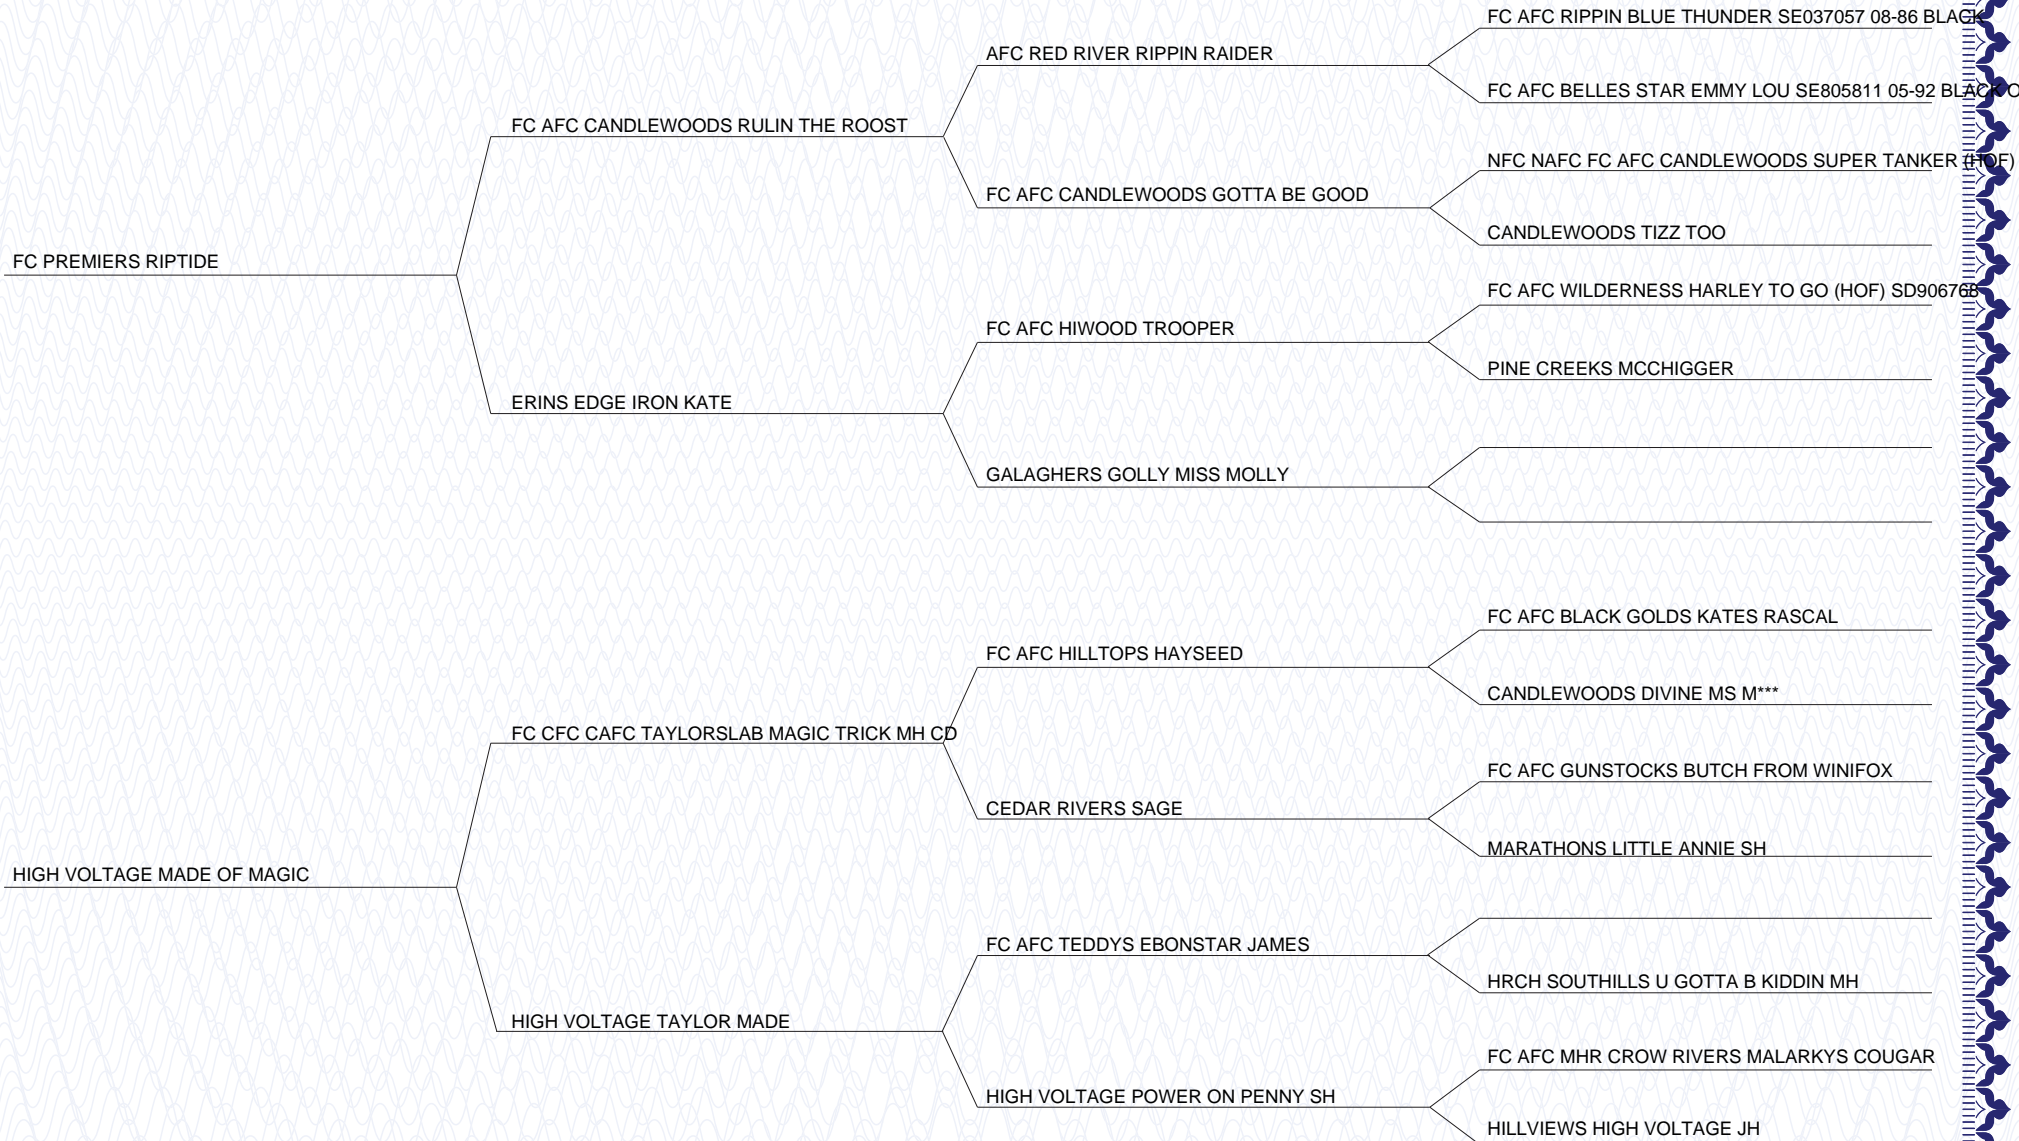 FC AFC RIPPIN BLUE THUNDER SE037057 08-86 BLACK
AFC RED RIVER RIPPIN RAIDER
FC AFC BELLES STAR EMMY LOU SE805811 05-92 BLACK O
FC AFC CANDLEWOODS RULIN THE ROOST
NFC NAFC FC AFC CANDLEWOODS SUPER TANKER (HOF)
FC AFC CANDLEWOODS GOTTA BE GOOD
CANDLEWOODS TIZZ TOO
FC PREMIERS RIPTIDE
FC AFC WILDERNESS HARLEY TO GO (HOF) SD906768
FC AFC HIWOOD TROOPER
PINE CREEKS MCCHIGGER
ERINS EDGE IRON KATE
GALAGHERS GOLLY MISS MOLLY
FC AFC BLACK GOLDS KATES RASCAL
FC AFC HILLTOPS HAYSEED
CANDLEWOODS DIVINE MS M***
FC CFC CAFC TAYLORSLAB MAGIC TRICK MH CD
FC AFC GUNSTOCKS BUTCH FROM WINIFOX
CEDAR RIVERS SAGE
MARATHONS LITTLE ANNIE SH
HIGH VOLTAGE MADE OF MAGIC
FC AFC TEDDYS EBONSTAR JAMES
HRCH SOUTHILLS U GOTTA B KIDDIN MH
HIGH VOLTAGE TAYLOR MADE
FC AFC MHR CROW RIVERS MALARKYS COUGAR
HIGH VOLTAGE POWER ON PENNY SH
HILLVIEWS HIGH VOLTAGE JH